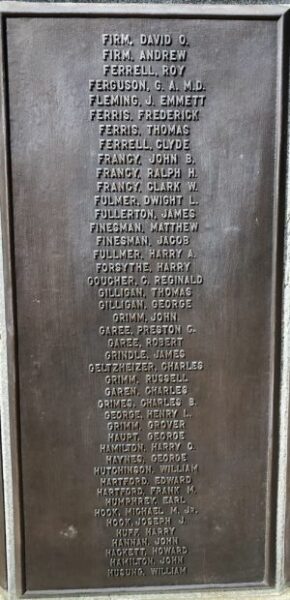 FIRM, DAVID O.
FIRM, ANDREW
FERRELL, ROY
FERGUSON, G. A. M.D.
FLEMING, J. EMMETT
FERRIS, FREDERICK
FERRIS, THOMAS
FERRELL, CLYDE
FRANCY, JOHN B.
FRANCY, RALPH H.
FRANCY, CLARK W.
FULMER, DWIGHT L.
FULLERTON, JAMES
FINESMAN, MATTHEW
FINESMAN, JACOB
FULLMER, HARRY A.
FORSYTHE, HARRY
GOUCHER, C. REGINALD
GILLIGAN, THOMAS
GILLIGAN, GEORGE
GRIMM, JOHN
GAREE, PRESTON C.
GAREE, ROBERT
GRINDLE, JAMES
GELTZHEIZER, CHARLES
GRIMM, RUSSELL
GAREN, CHARLES
GRIMES, CHARLES S.
GEORGE, HENRY L.
GRIMM, GROVER
HAUPT, GEORGE
HAMILTON, HARRY O.
HAYNES, GEORGE
HUTCHINSON, WILLIAM
HARTFORD, EDWARD
HARTFORD, FRANK M.
HUMPHREY, EARL
HOOK, MICHAEL M. JR.
HOOK, JOSEPH J.
HUFF, HARRY
HANNAN, JOHN
HACKETT, HOWARD
HAMILTON, JOHN
HUSUNG, WILLIAM